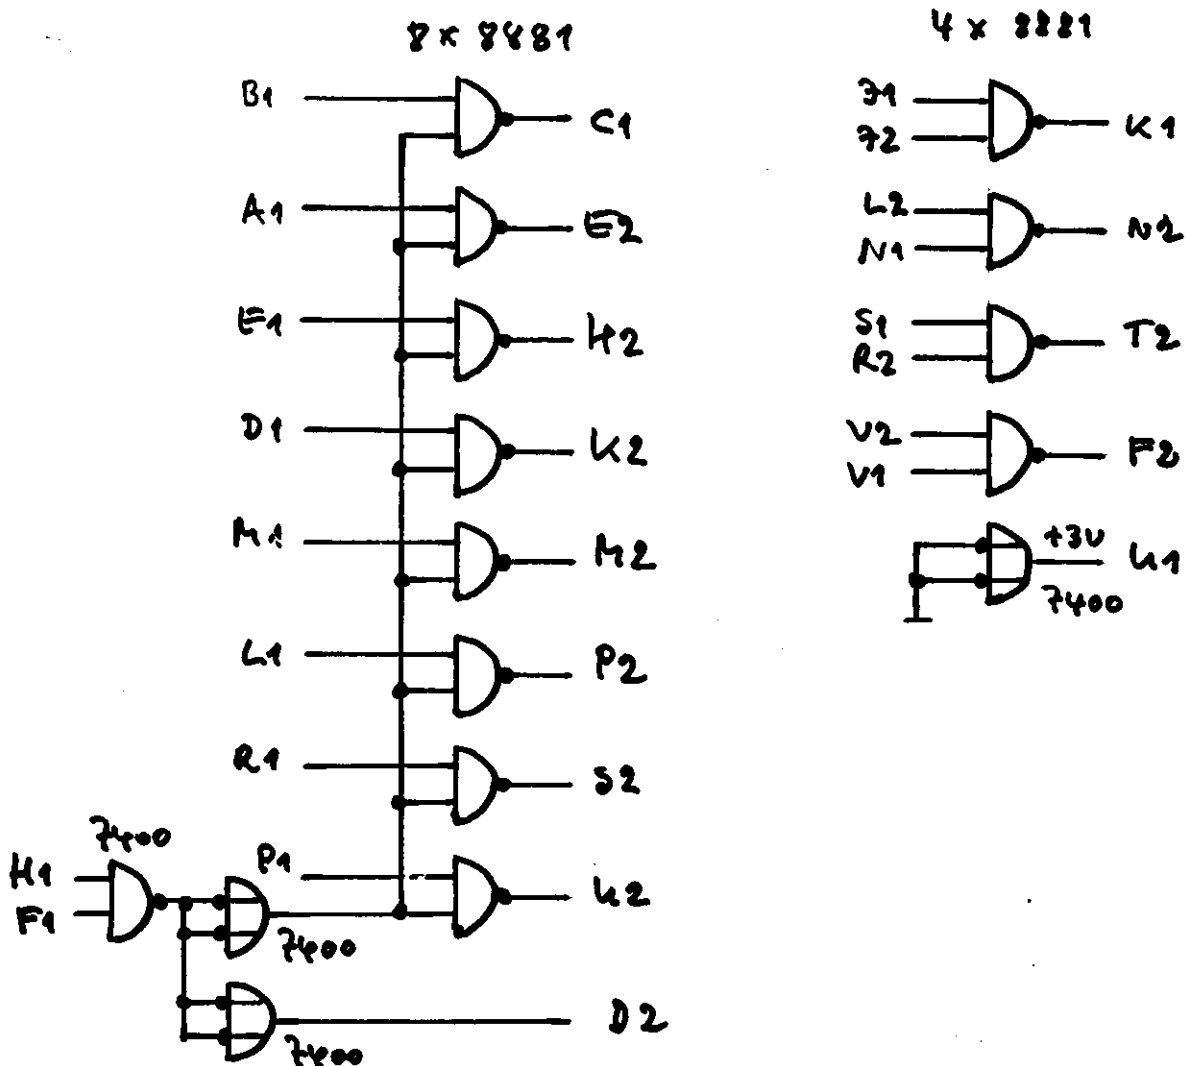 8 x 8881
B1
C1
A1
E2
E1
H2
D1
K2
M1
M2
L1
P2
R1
S2
7400
H1
F1
P1
U2
7400
7400
D2
4 x 8881
J1
J2
K1
L2
N1
N2
S1
R2
T2
V2
V1
F2
+3V
U1
7400